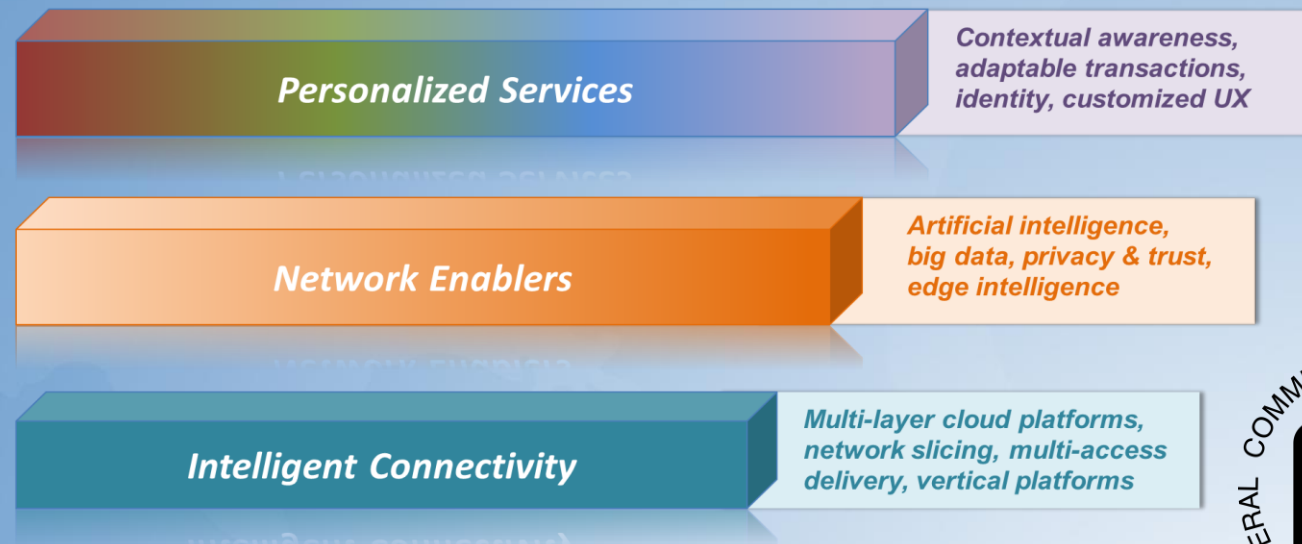 Personalized Services
Contextual awareness,
adaptable transactions,
identity, customized UX
Network Enablers
Artificial intelligence,
big data, privacy & trust,
edge intelligence
Intelligent Connectivity
Multi-layer cloud platforms,
network slicing, multi-access
delivery, vertical platforms